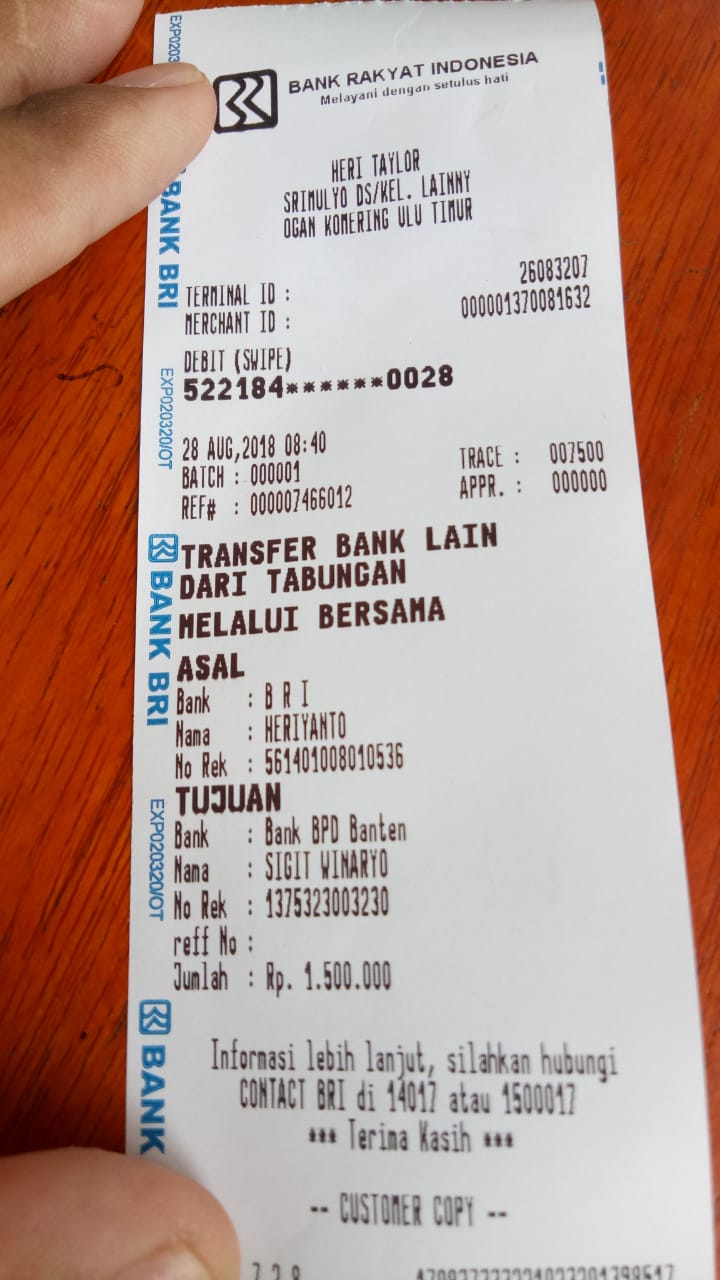 BANK RAKYAT INDONESIA
Melayani dengan setulus hati
HERI TAYLOR
SRIMULYO DS/KEL. LAINNY
OGAN KOMERING ULU TIMUR
TERMINAL ID : 26083207
MERCHANT ID : 000001370081632
DEBIT (SWIPE)
522184******0028
28 AUG,2018 08:40
BATCH : 000001 TRACE : 007500
REF# : 000007466012 APPR. : 000000
TRANSFER BANK LAIN
DARI TABUNGAN
MELALUI BERSAMA
ASAL
Bank : B R I
Nama : HERIYANTO
No Rek : 561401008010536
TUJUAN
Bank : Bank BPD Banten
Nama : SIGIT WINARYO
No Rek : 1375323003230
reff No :
Jumlah : Rp. 1.500.000
Informasi lebih lanjut, silahkan hubungi
CONTACT BRI di 14017 atau 1500017
*** Terima Kasih ***
-- CUSTOMER COPY --
EXP0203
BANK BRI
EXP020320/OT
BANK BRI
EXP020320/OT
BANK